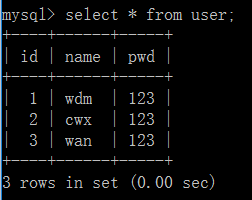 mysql> select * from user;
+----+------+-----+
| id | name | pwd |
+----+------+-----+
| 1 | wdm | 123 |
| 2 | cwx | 123 |
| 3 | wan | 123 |
+----+------+-----+
3 rows in set (0.00 sec)